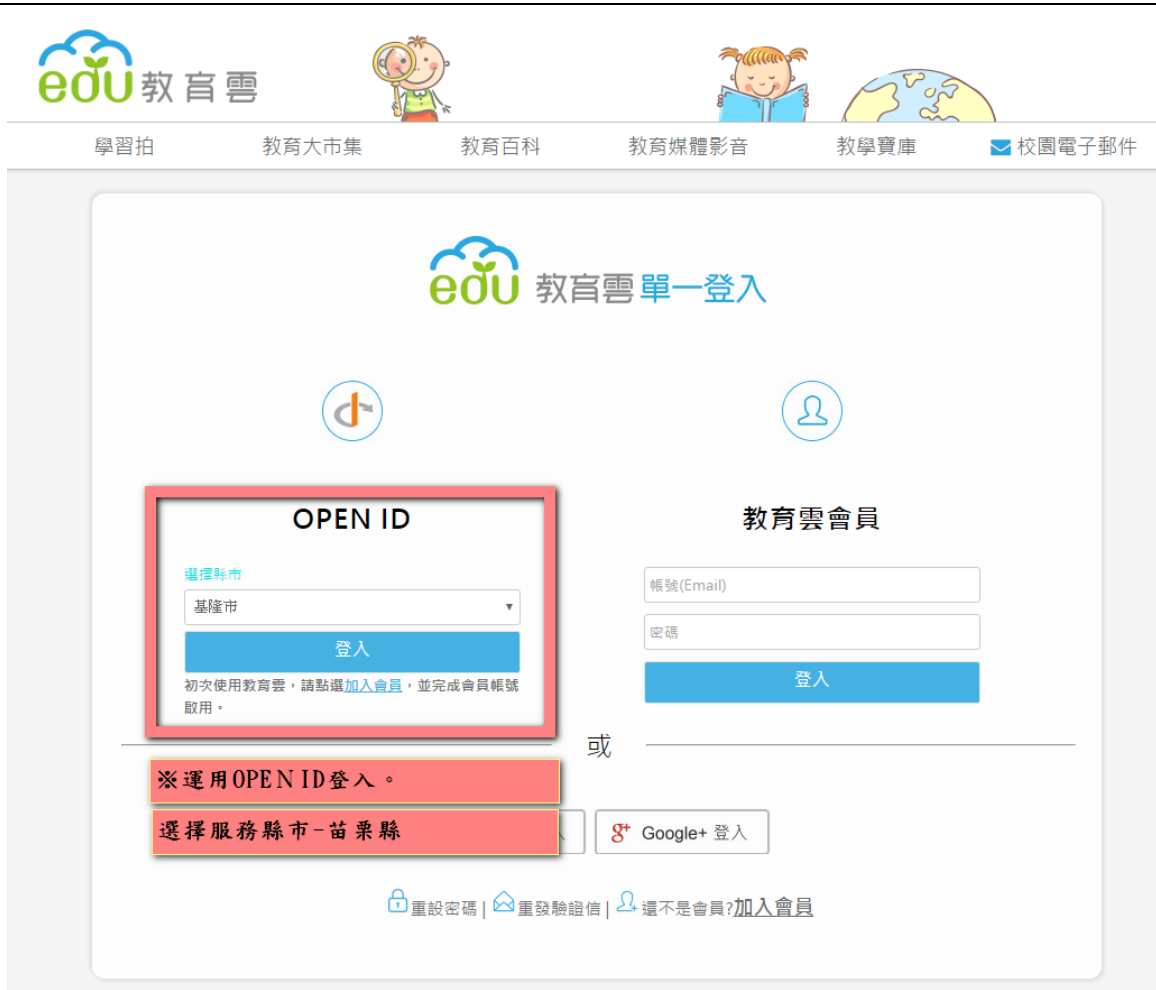 edu教育雲
學習拍 教育大市集 教育百科 教育媒體影音 教學寶庫 校園電子郵件
edu 教育雲單一登入
OPEN ID
選擇縣市
基隆市
登入
初次使用教育雲，請點選加入會員，並完成會員帳號
啟用。
教育雲會員
帳號(Email)
密碼
登入
或
※運用OPEN ID登入。
選擇服務縣市-苗栗縣
g+ Google+ 登入
重設密碼 | 重發驗證信 | 還不是會員?加入會員